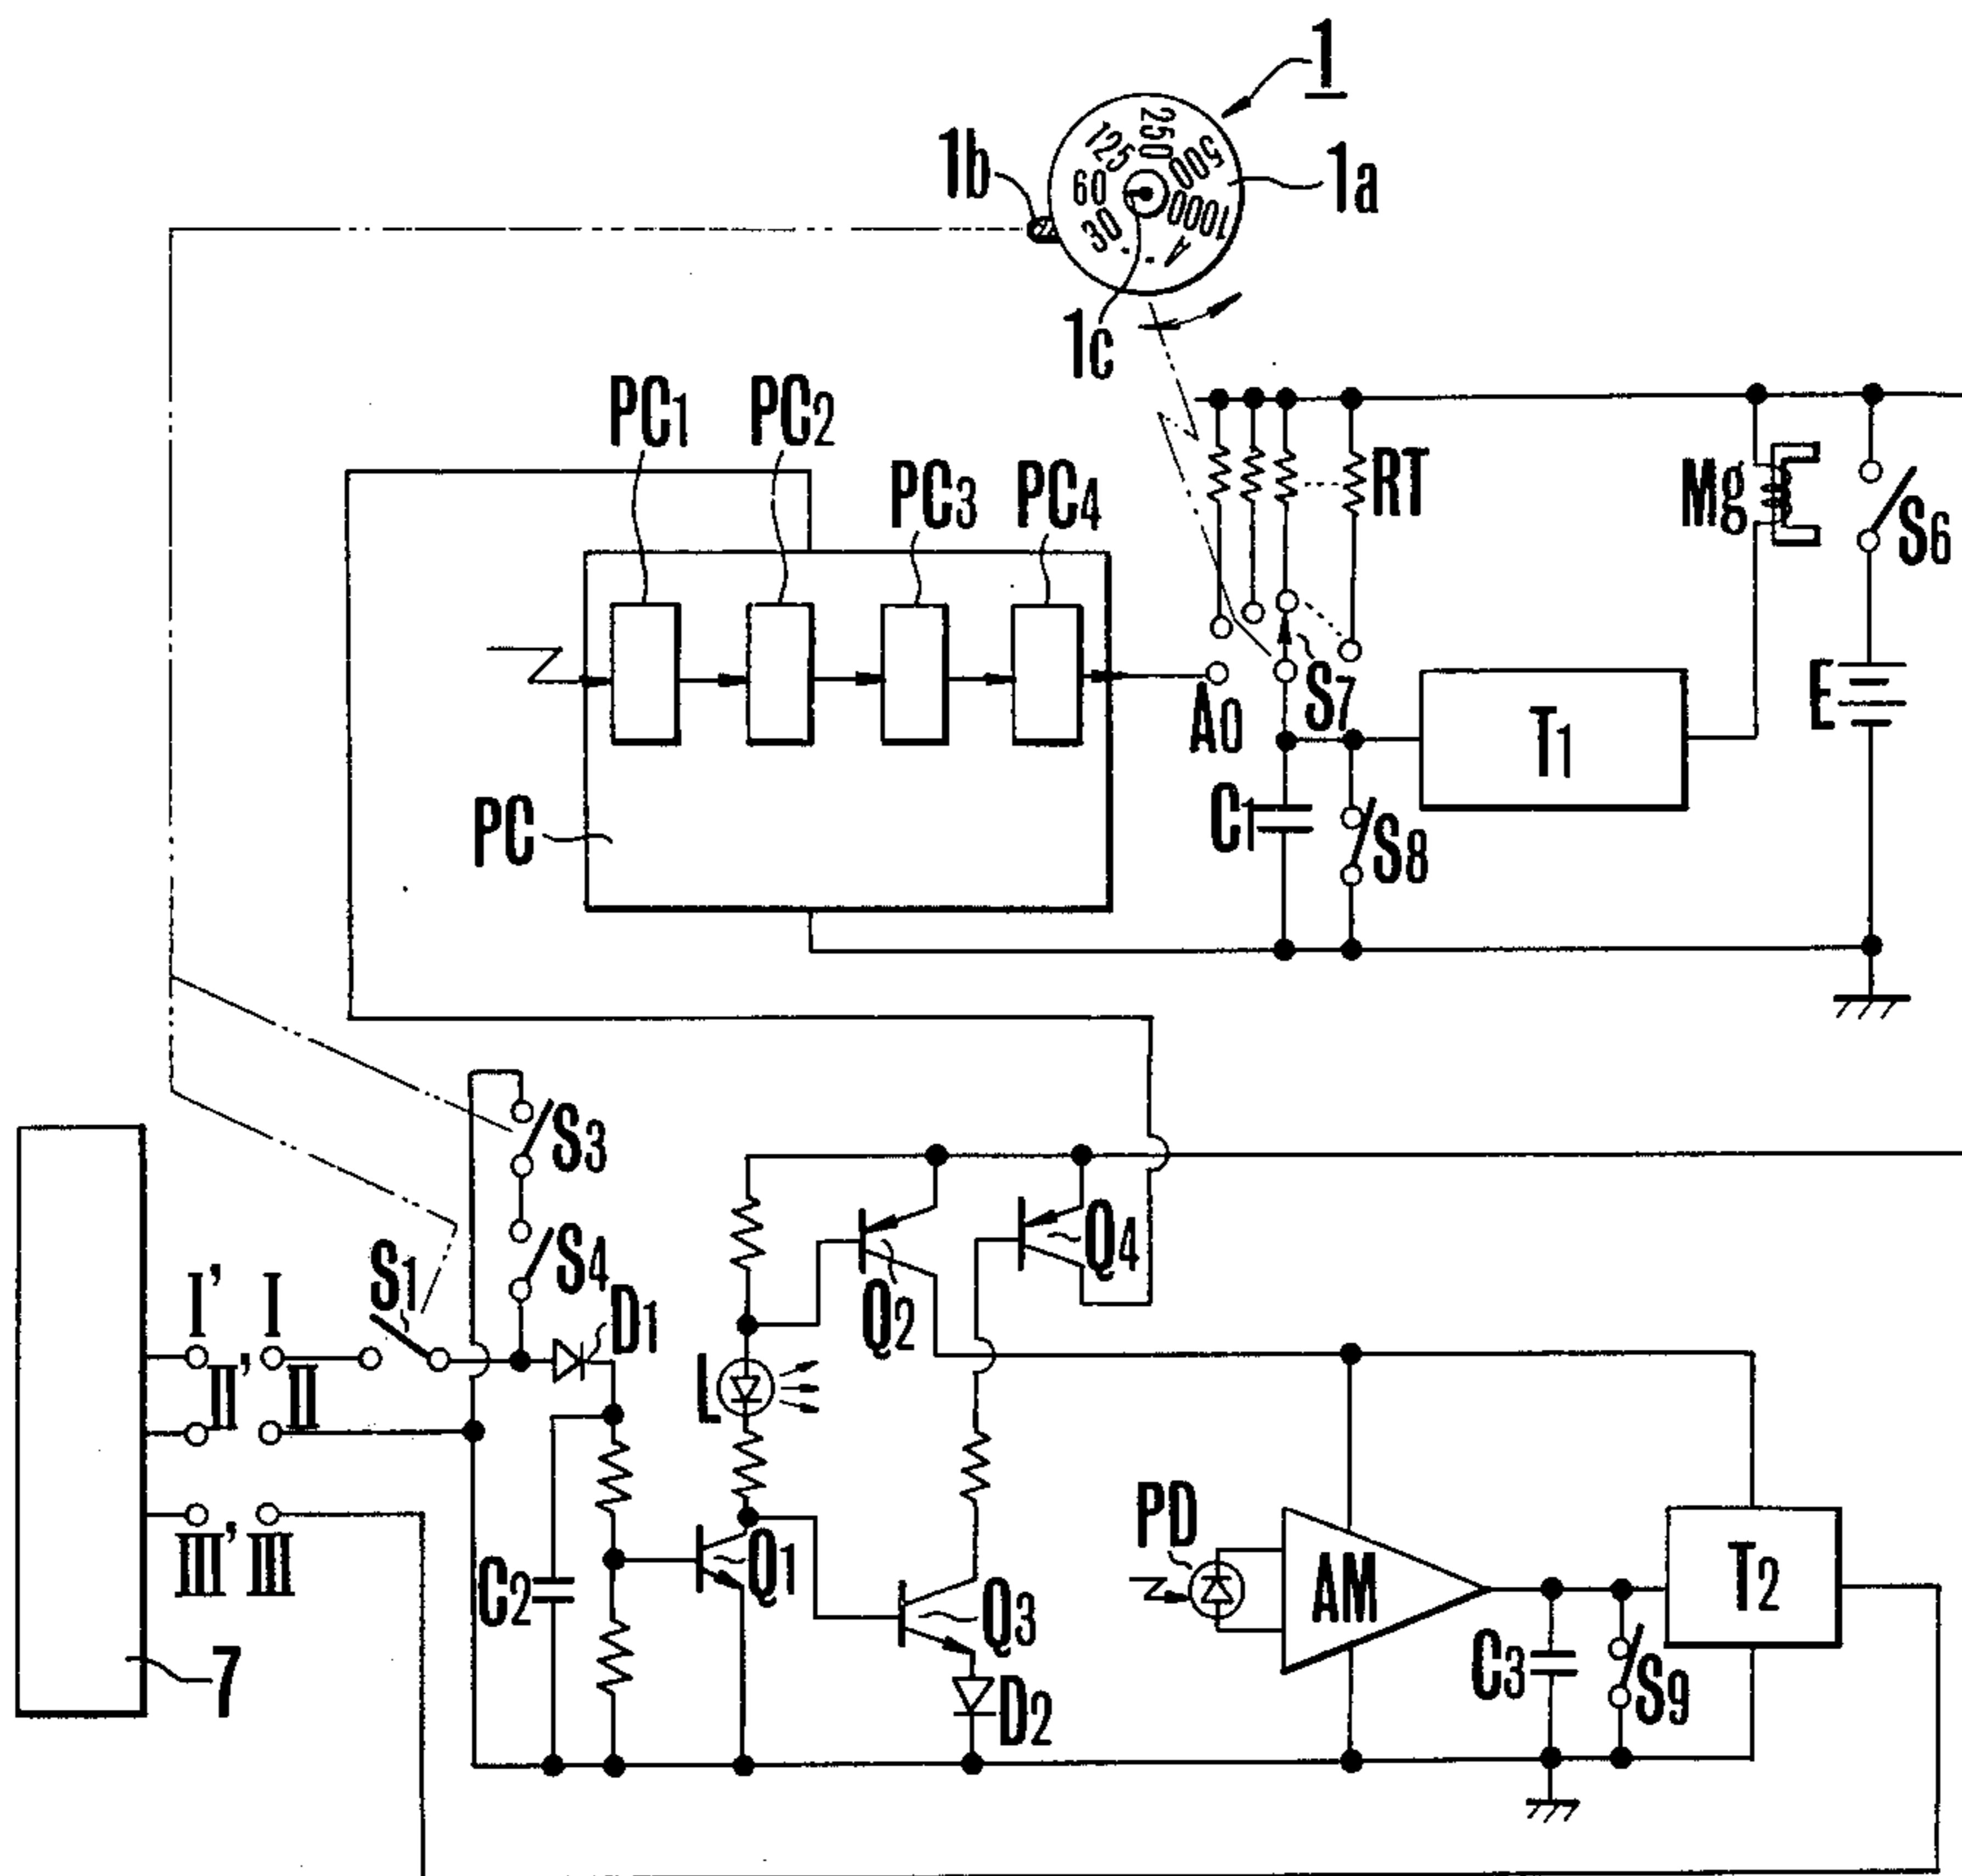 1
1b
1a
250
125
500
60
1000
30
A
1c
PC1
PC2
PC3
PC4
RT
Mg
S6
A0
S7
T1
E
PC
C1
S8
S3
S4
S1
I' I
D1
II' II
III' III
7
C2
L
Q1
Q2
Q4
Q3
D2
PD
AM
C3
S9
T2